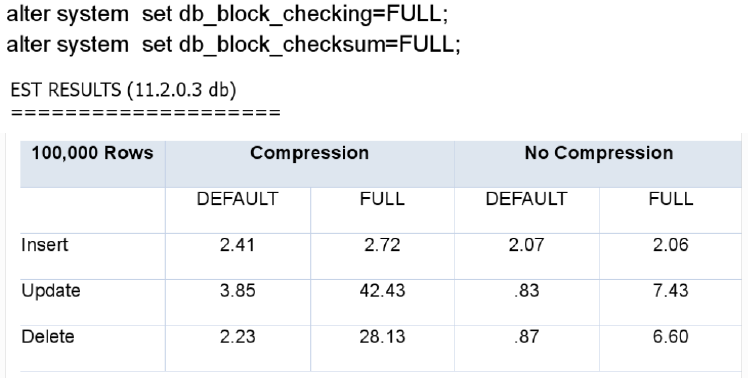 alter system  set db_block_checking=FULL;
alter system  set db_block_checksum=FULL;
EST RESULTS (11.2.0.3 db)
====================
100,000 Rows Compression No Compression
DEFAULT FULL DEFAULT FULL
Insert 2.41 2.72 2.07 2.06
Update 3.85 42.43 .83 7.43
Delete 2.23 28.13 .87 6.60